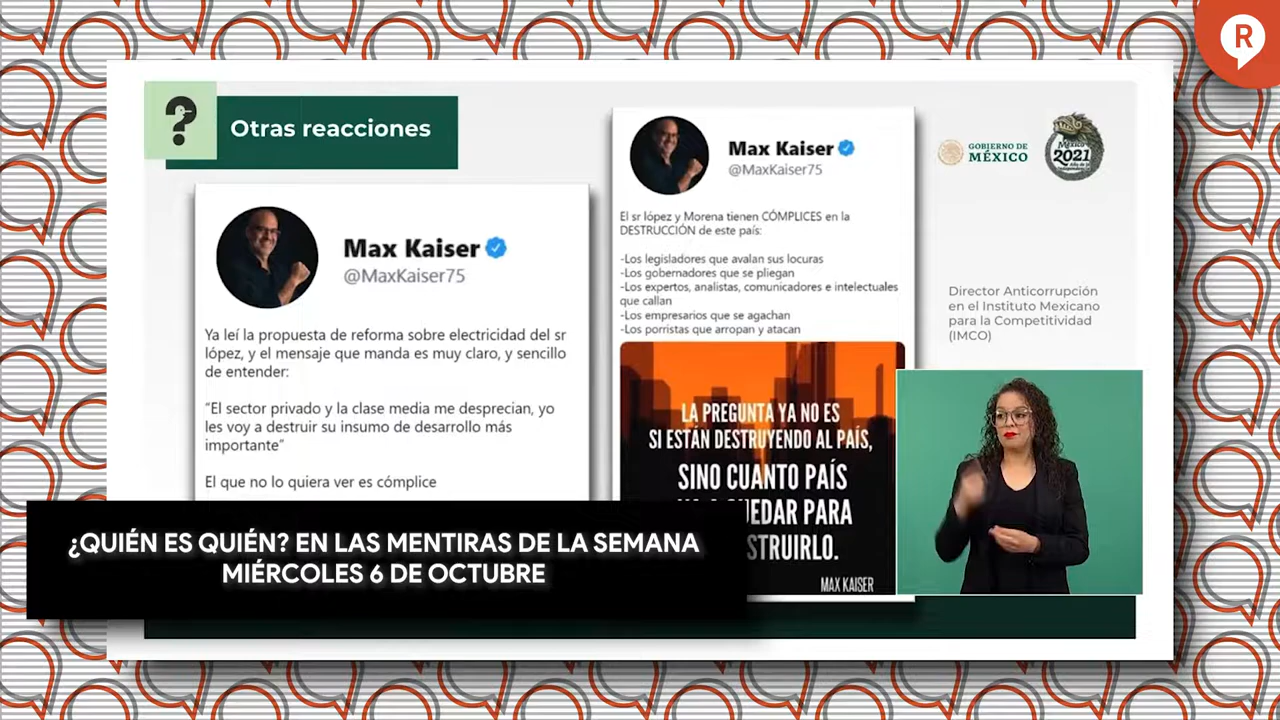 R
?
Otras reacciones
Max Kaiser
@MaxKaiser75
Ya leí la propuesta de reforma sobre electricidad del sr
lópez, y el mensaje que manda es muy claro, y sencillo
de entender:
“El sector privado y la clase media me desprecian, yo
les voy a destruir su insumo de desarrollo más
importante”
El que no lo quiera ver es cómplice
Max Kaiser
@MaxKaiser75
El sr lópez y Morena tienen CÓMPLICES en la
DESTRUCCIÓN de este país:
-Los legisladores que avalan sus locuras
-Los gobernadores que se pliegan
-Los expertos, analistas, comunicadores e intelectuales
que callan
-Los empresarios que se agachan
-Los porristas que arropan y atacan
LA PREGUNTA YA NO ES
SI ESTÁN DESTRUYENDO AL PAÍS,
SINO CUANTO PAÍS
PARA
MAX KAISER
GOBIERNO DE
MÉXICO
México
2021
Director Anticorrupción
en el Instituto Mexicano
para la Competitividad
(IMCO)
¿QUIÉN ES QUIÉN? EN LAS MENTIRAS DE LA SEMANA
MIÉRCOLES 6 DE OCTUBRE